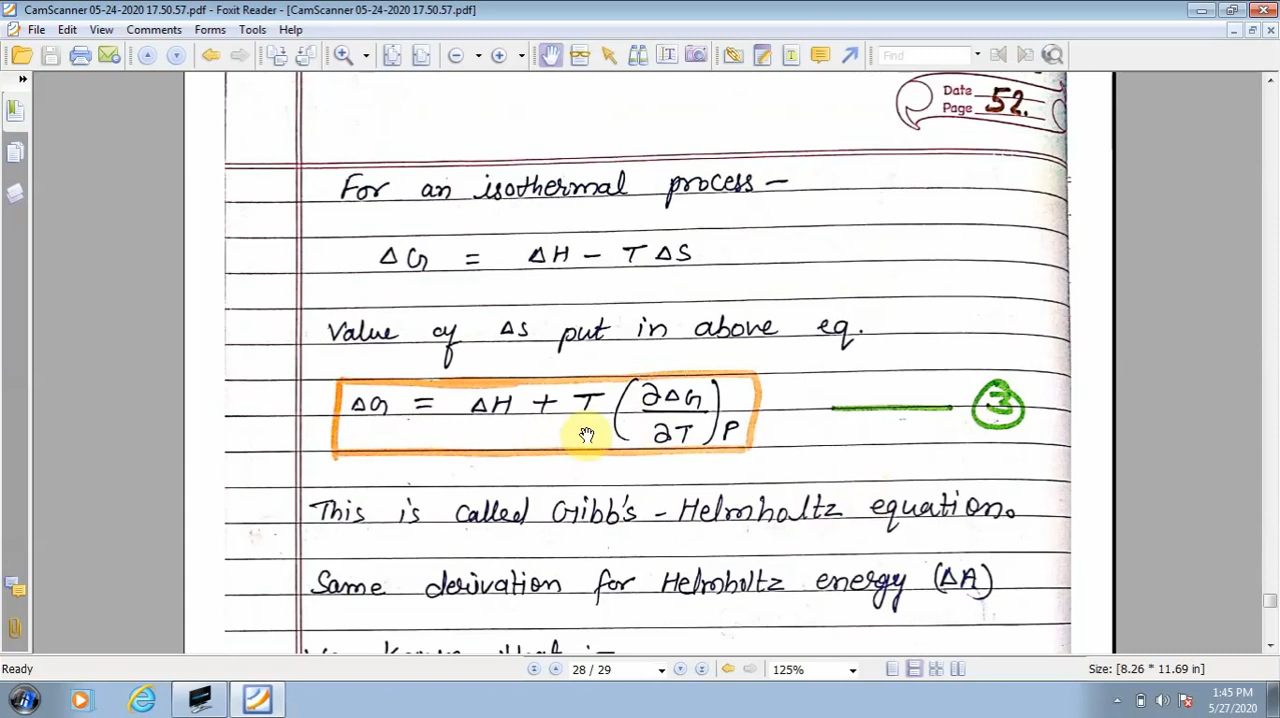 CamScanner 05-24-2020 17.50.57.pdf - Foxit Reader - [CamScanner 05-24-2020 17.50.57.pdf]
File Edit View Comments Forms Tools Help
Find
Date
Page 52.
For an isothermal process –
ΔG = ΔH – TΔS
Value of ΔS put in above eq.
ΔG = ΔH + T (∂ΔG/∂T)P ——— 3
This is called Gibb's - Helmholtz equation.
Same derivation for Helmholtz energy (ΔA)
Ready 28 / 29 125% Size: [8.26 * 11.69 in]
1:45 PM
5/27/2020